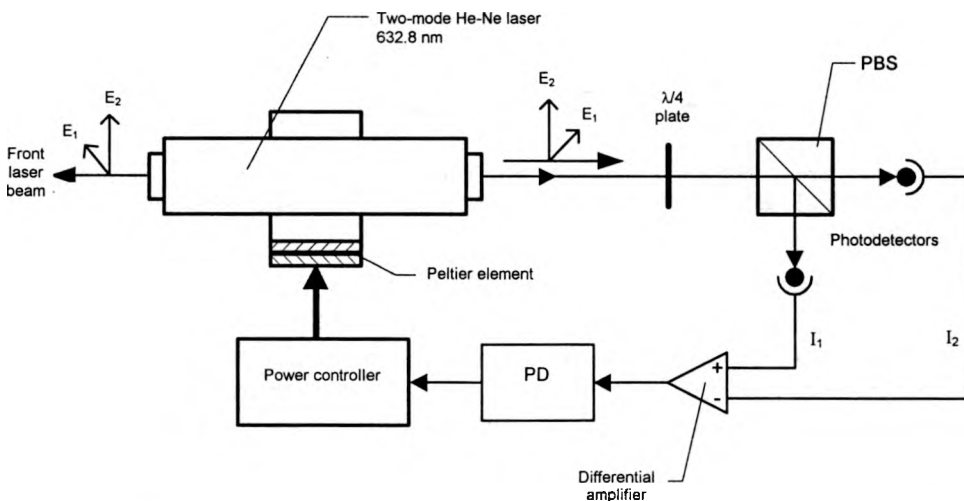 Two-mode He-Ne laser
632.8 nm
PBS
E₂
E₁
E₂
E₁
λ/4
plate
Front
laser
beam
Photodetectors
Peltier element
I₁
I₂
Power controller
PD
+
-
Differential
amplifier